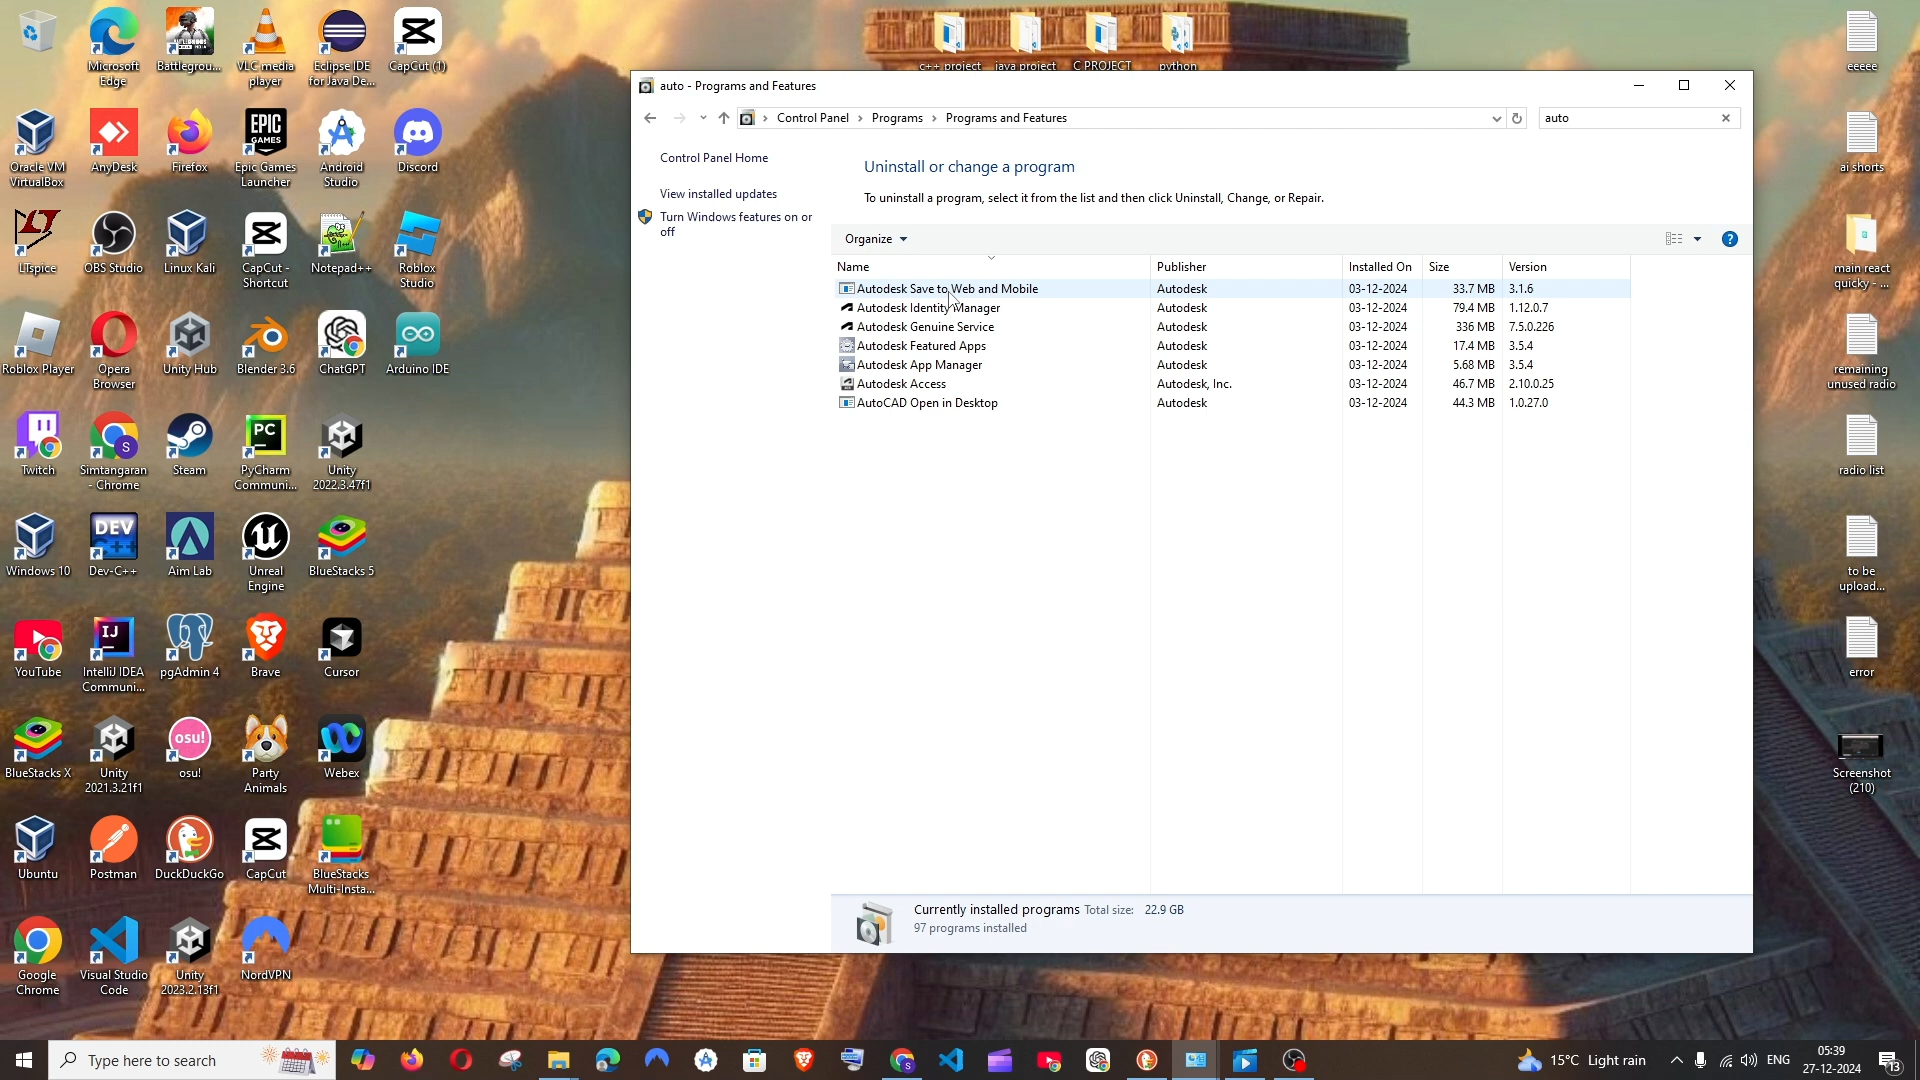 Microsoft
Edge
Battlegrou...
VLC media
player
Eclipse IDE
for Java De...
CapCut (1)
Oracle VM
VirtualBox
AnyDesk
Firefox
Epic Games
Launcher
Android
Studio
Discord
LTspice
OBS Studio
Linux Kali
CapCut -
Shortcut
Notepad++
Roblox
Studio
Roblox Player
Opera
Browser
Unity Hub
Blender 3.6
ChatGPT
Arduino IDE
Twitch
Simtangaran
- Chrome
Steam
PyCharm
Communi...
Unity
2022.3.47f1
Windows 10
Dev-C++
Aim Lab
Unreal
Engine
BlueStacks 5
YouTube
IntelliJ IDEA
Communi...
pgAdmin 4
Brave
Cursor
BlueStacks X
Unity
2021.3.21f1
osu!
Party
Animals
Webex
Ubuntu
Postman
DuckDuckGo
CapCut
BlueStacks
Multi-Insta...
Google
Chrome
Visual Studio
Code
Unity
2023.2.13f1
NordVPN
c++ project
java project
C PROJECT
python
auto - Programs and Features
Control Panel > Programs > Programs and Features
auto
Control Panel Home
View installed updates
Turn Windows features on or
off
Uninstall or change a program
To uninstall a program, select it from the list and then click Uninstall, Change, or Repair.
Organize
Name Publisher Installed On Size Version
Autodesk Save to Web and Mobile Autodesk 03-12-2024 33.7 MB 3.1.6
Autodesk Identity Manager Autodesk 03-12-2024 79.4 MB 1.12.0.7
Autodesk Genuine Service Autodesk 03-12-2024 336 MB 7.5.0.226
Autodesk Featured Apps Autodesk 03-12-2024 17.4 MB 3.5.4
Autodesk App Manager Autodesk 03-12-2024 5.68 MB 3.5.4
Autodesk Access Autodesk, Inc. 03-12-2024 46.7 MB 2.10.0.25
AutoCAD Open in Desktop Autodesk 03-12-2024 44.3 MB 1.0.27.0
Currently installed programs Total size: 22.9 GB
97 programs installed
eeeee
ai shorts
main react
quicky - ...
remaining
unused radio
radio list
to be
upload...
error
Screenshot
(210)
Type here to search
15°C Light rain
ENG
05:39
27-12-2024
13